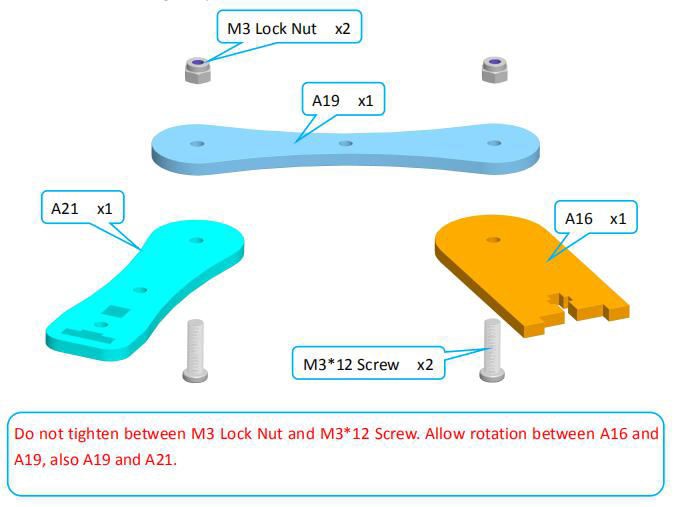 M3 Lock Nut x2
A19 x1
A21 x1
A16 x1
M3*12 Screw x2
Do not tighten between M3 Lock Nut and M3*12 Screw. Allow rotation between A16 and
A19, also A19 and A21.